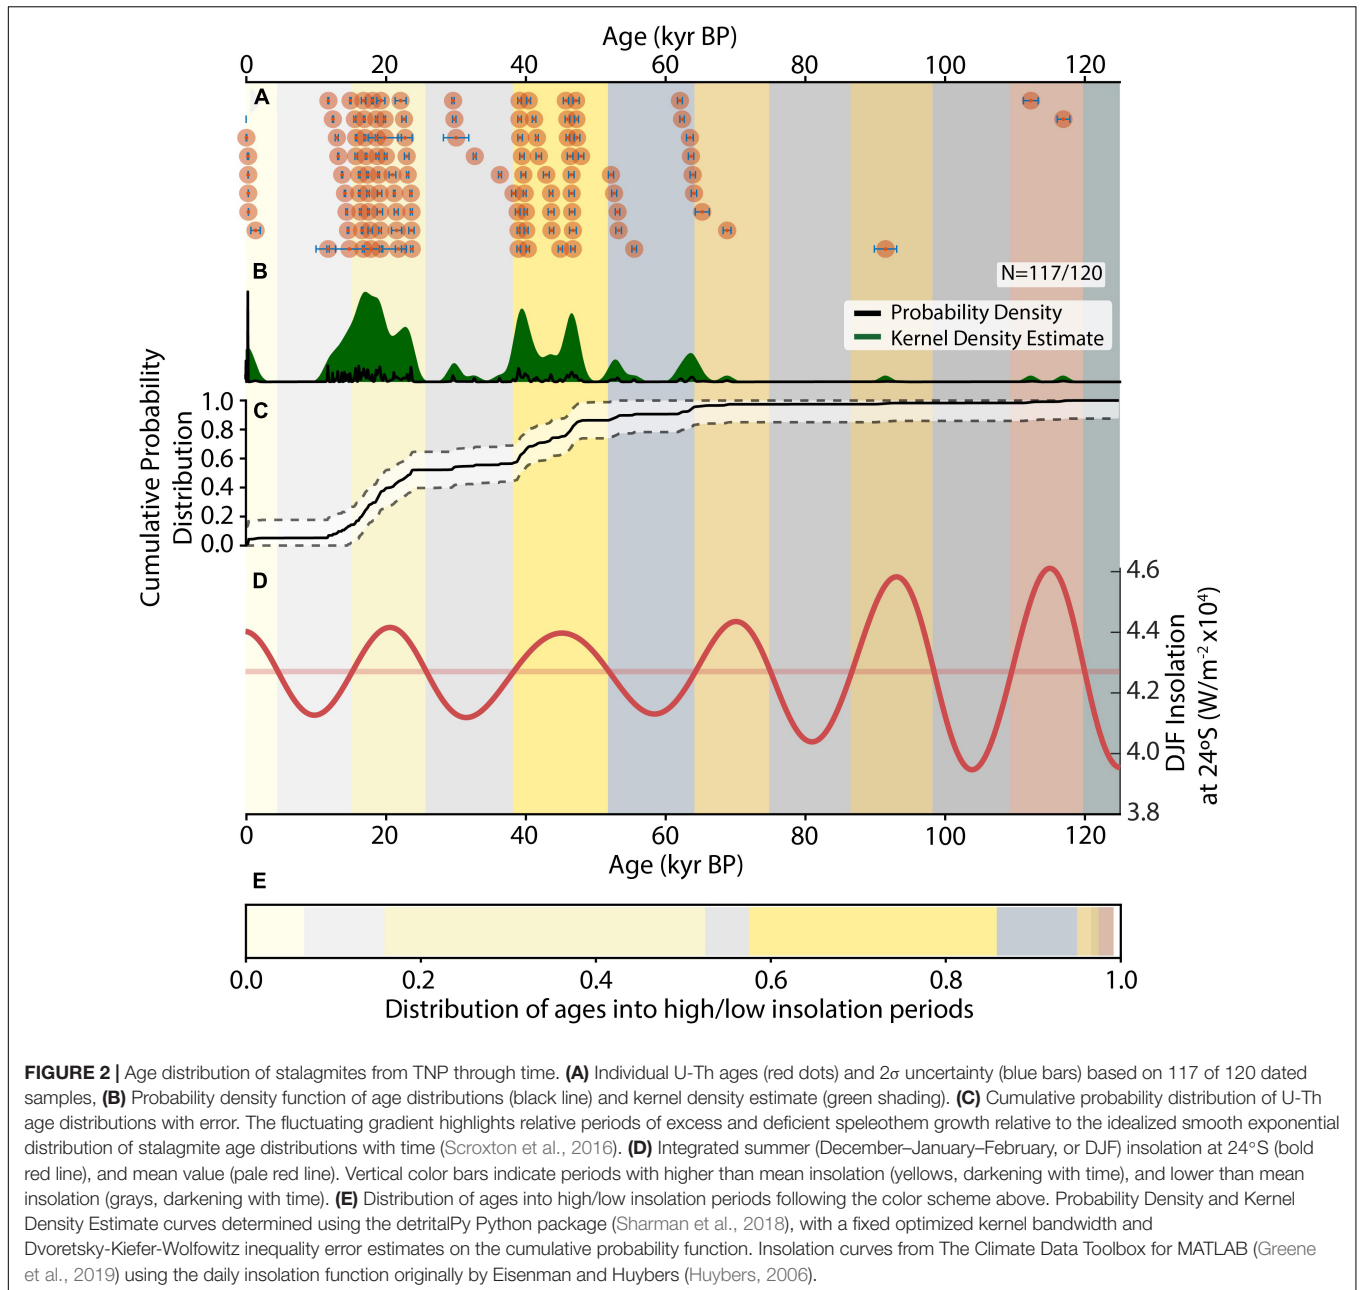 Age (kyr BP)
0 20 40 60 80 100 120
A
B
N=117/120
Probability Density
Kernel Density Estimate
C
Cumulative Probability
Distribution
1.0
0.8
0.6
0.4
0.2
0.0
D
4.6
4.4
4.2
4.0
3.8
DJF Insolation
at 24ºS (W/m⁻² x10⁴)
0 20 40 60 80 100 120
Age (kyr BP)
E
0.0 0.2 0.4 0.6 0.8 1.0
Distribution of ages into high/low insolation periods
FIGURE 2 | Age distribution of stalagmites from TNP through time. (A) Individual U-Th ages (red dots) and 2σ uncertainty (blue bars) based on 117 of 120 dated
samples, (B) Probability density function of age distributions (black line) and kernel density estimate (green shading). (C) Cumulative probability distribution of U-Th
age distributions with error. The fluctuating gradient highlights relative periods of excess and deficient speleothem growth relative to the idealized smooth exponential
distribution of stalagmite age distributions with time (Scroxton et al., 2016). (D) Integrated summer (December–January–February, or DJF) insolation at 24°S (bold
red line), and mean value (pale red line). Vertical color bars indicate periods with higher than mean insolation (yellows, darkening with time), and lower than mean
insolation (grays, darkening with time). (E) Distribution of ages into high/low insolation periods following the color scheme above. Probability Density and Kernel
Density Estimate curves determined using the detritalPy Python package (Sharman et al., 2018), with a fixed optimized kernel bandwidth and
Dvoretsky-Kiefer-Wolfowitz inequality error estimates on the cumulative probability function. Insolation curves from The Climate Data Toolbox for MATLAB (Greene
et al., 2019) using the daily insolation function originally by Eisenman and Huybers (Huybers, 2006).